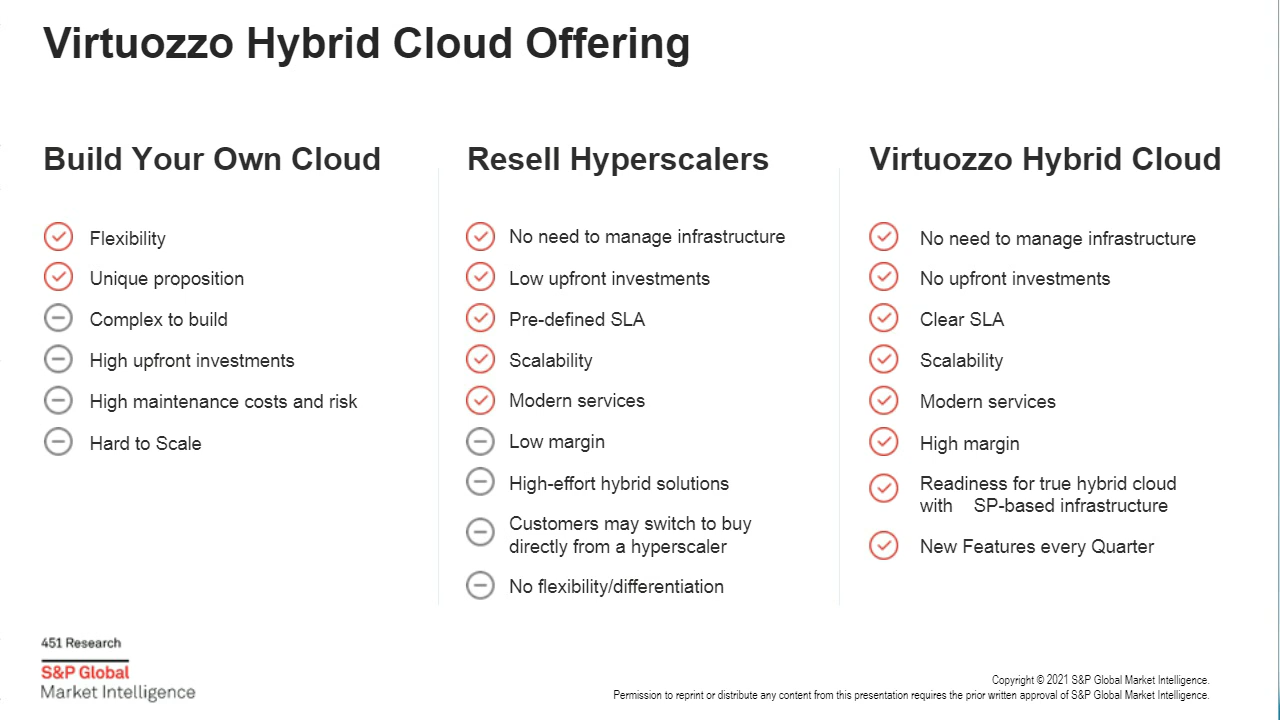 Virtuozzo Hybrid Cloud Offering
Build Your Own Cloud
Flexibility
Unique proposition
Complex to build
High upfront investments
High maintenance costs and risk
Hard to Scale
Resell Hyperscalers
No need to manage infrastructure
Low upfront investments
Pre-defined SLA
Scalability
Modern services
Low margin
High-effort hybrid solutions
Customers may switch to buy
directly from a hyperscaler
No flexibility/differentiation
Virtuozzo Hybrid Cloud
No need to manage infrastructure
No upfront investments
Clear SLA
Scalability
Modern services
High margin
Readiness for true hybrid cloud
with SP-based infrastructure
New Features every Quarter
451 Research
S&P Global
Market Intelligence
Copyright © 2021 S&P Global Market Intelligence.
Permission to reprint or distribute any content from this presentation requires the prior written approval of S&P Global Market Intelligence.